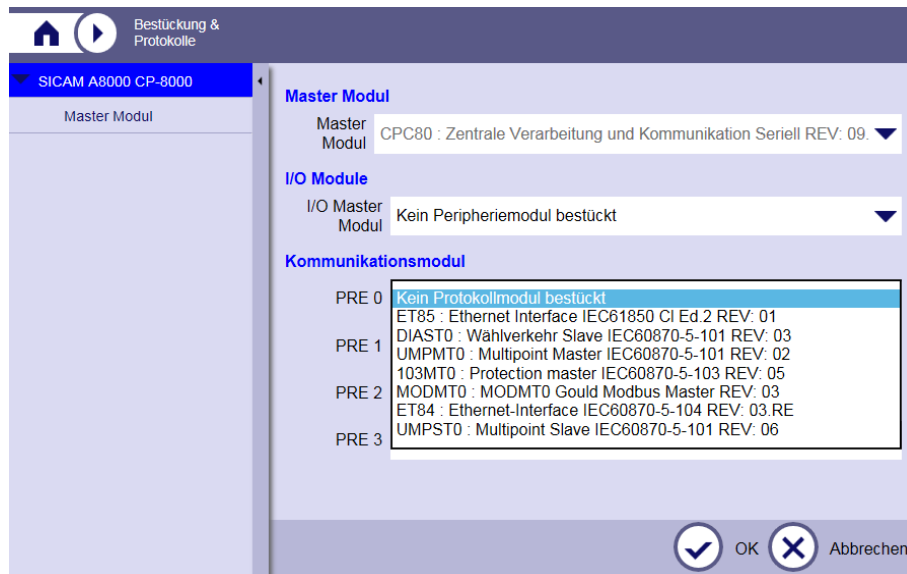 Bestückung &
Protokolle
SICAM A8000 CP-8000
Master Modul
Master Modul
Master
Modul
CPC80 : Zentrale Verarbeitung und Kommunikation Seriell REV: 09.
I/O Module
I/O Master
Modul
Kein Peripheriemodul bestückt
Kommunikationsmodul
PRE 0
Kein Protokollmodul bestückt
ET85 : Ethernet Interface IEC61850 Cl Ed.2 REV: 01
DIAST0 : Wählverkehr Slave IEC60870-5-101 REV: 03
PRE 1
UMPMT0 : Multipoint Master IEC60870-5-101 REV: 02
103MT0 : Protection master IEC60870-5-103 REV: 05
PRE 2
MODMT0 : MODMT0 Gould Modbus Master REV: 03
ET84 : Ethernet-Interface IEC60870-5-104 REV: 03.RE
UMPST0 : Multipoint Slave IEC60870-5-101 REV: 06
PRE 3
OK
Abbrechen